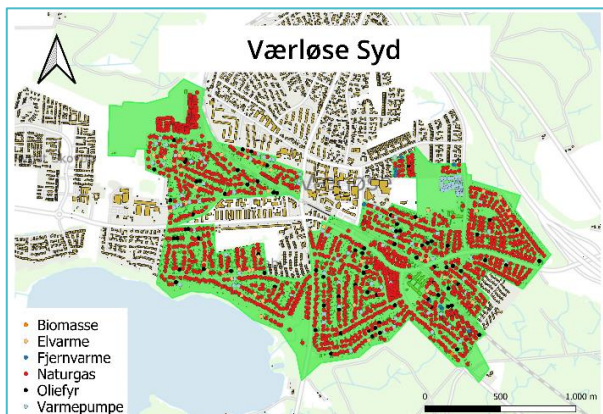 Værløse Syd
Biomasse
Elvarme
Fjernvarme
Naturgas
Oliefyr
Varmepumpe
0
500
1.000 m